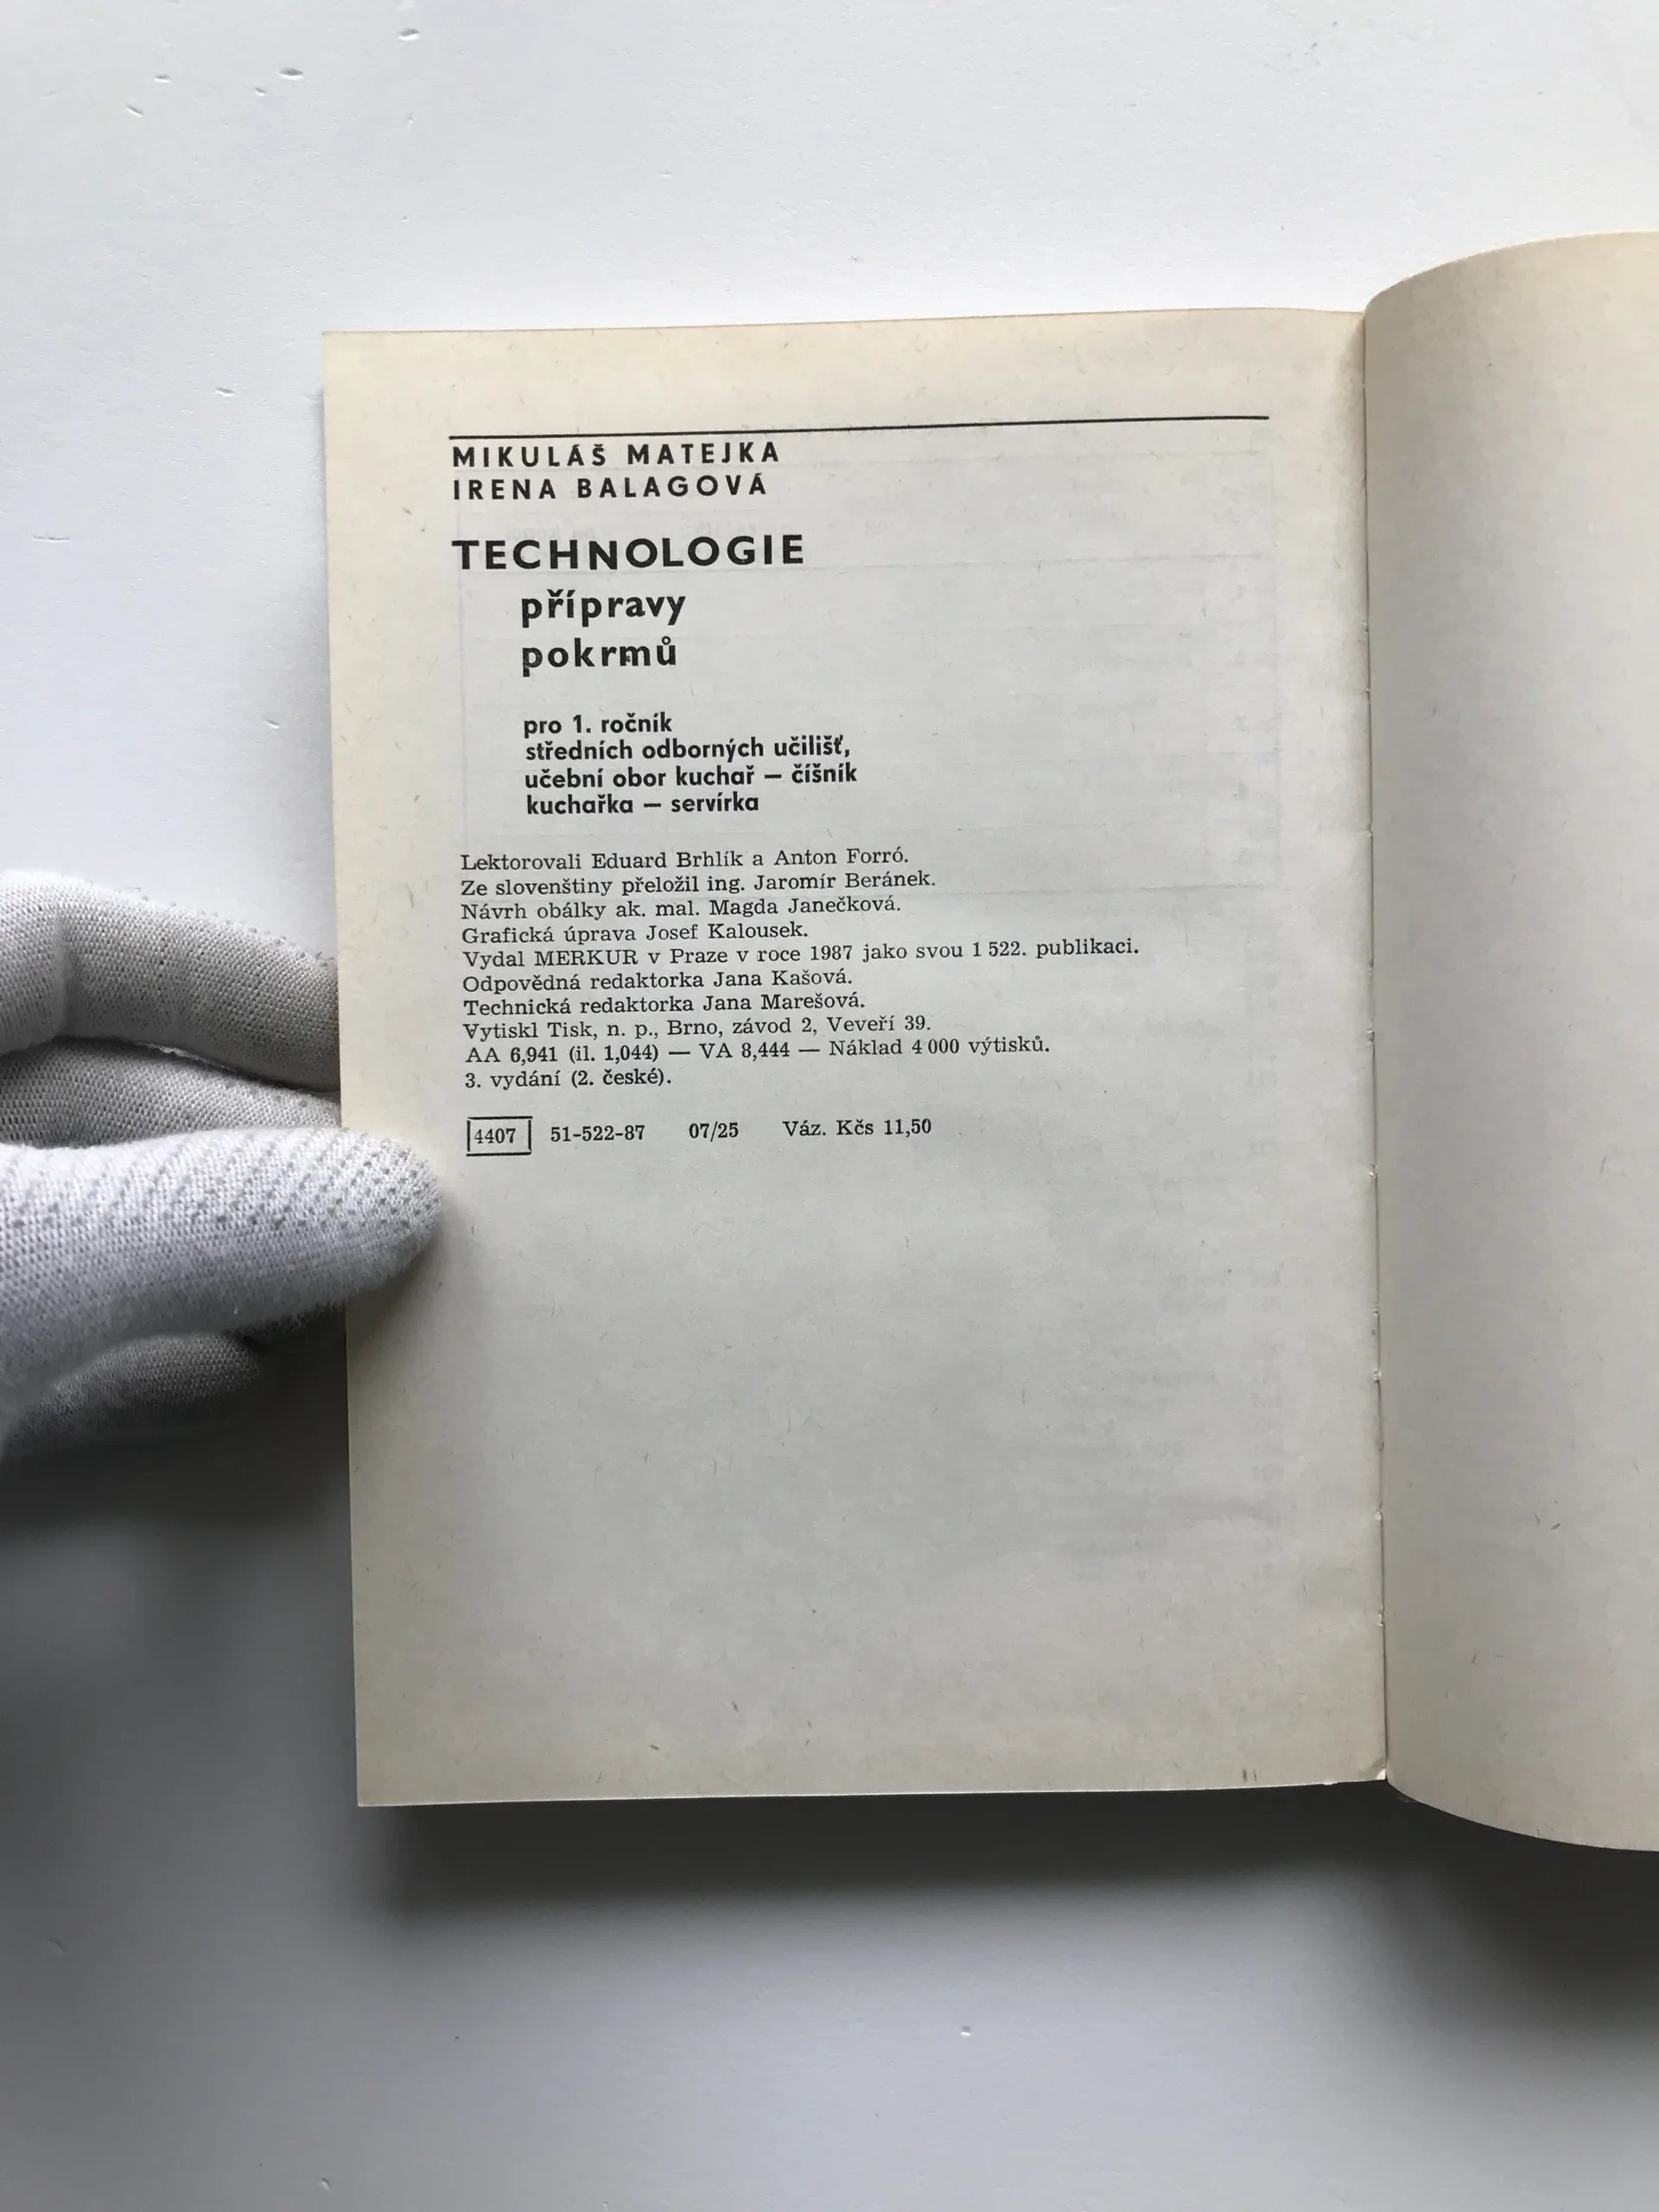 MIKULÁŠ MATEJKA
IRENA BALAGOVÁ
TECHNOLOGIE
přípravy
pokrmů
pro 1. ročník
středních odborných učilišť,
učební obor kuchař — číšník
kuchařka — servírka
Lektorovali Eduard Brhlík a Anton Forró.
Ze slovenštiny přeložil ing. Jaromír Beránek.
Návrh obálky ak. mal. Magda Janečková.
Grafická úprava Josef Kalousek.
Vydal MERKUR v Praze v roce 1987 jako svou 1 522. publikaci.
Odpovědná redaktorka Jana Kašová.
Technická redaktorka Jana Marešová.
Vytiskl Tisk, n. p., Brno, závod 2, Veveří 39.
AA 6,941 (il. 1,044) — VA 8,444 — Náklad 4 000 výtisků.
3. vydání (2. české).
4407 51-522-87 07/25 Váz. Kčs 11,50